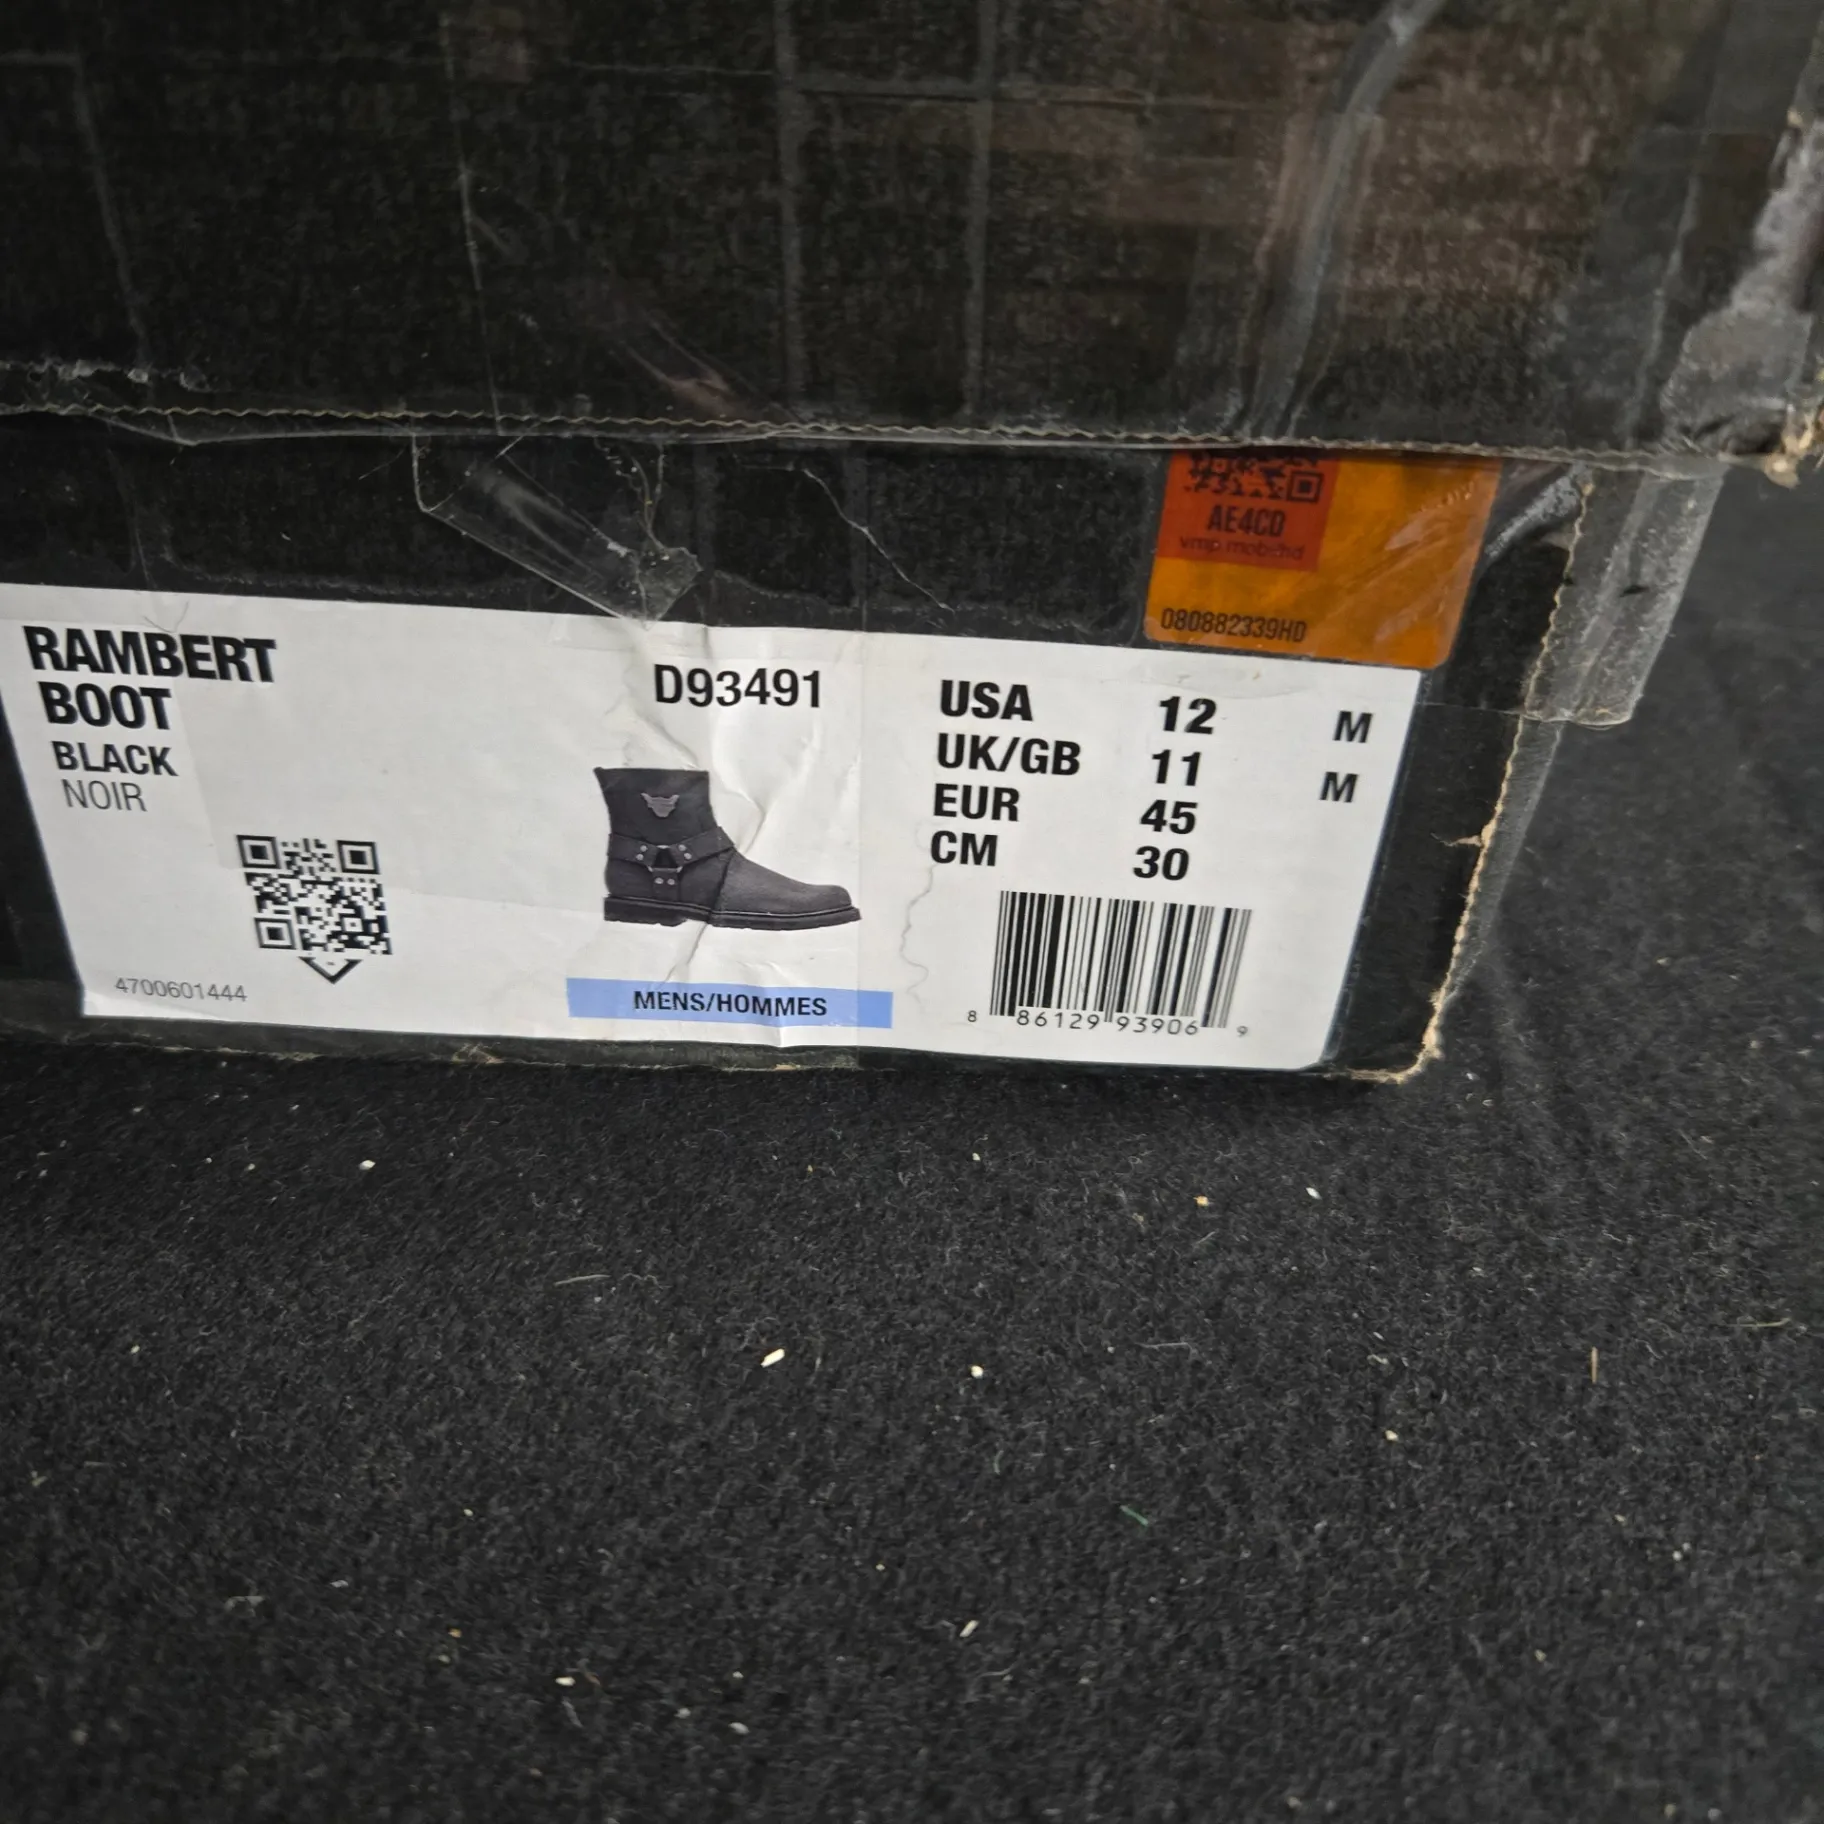 AE4CD
080882339HD
RAMBERT
BOOT
BLACK
NOIR
4700601444
D93491
MENS/HOMMES
USA 12 M
UK/GB 11 M
EUR 45
CM 30
8 86129 93906 9